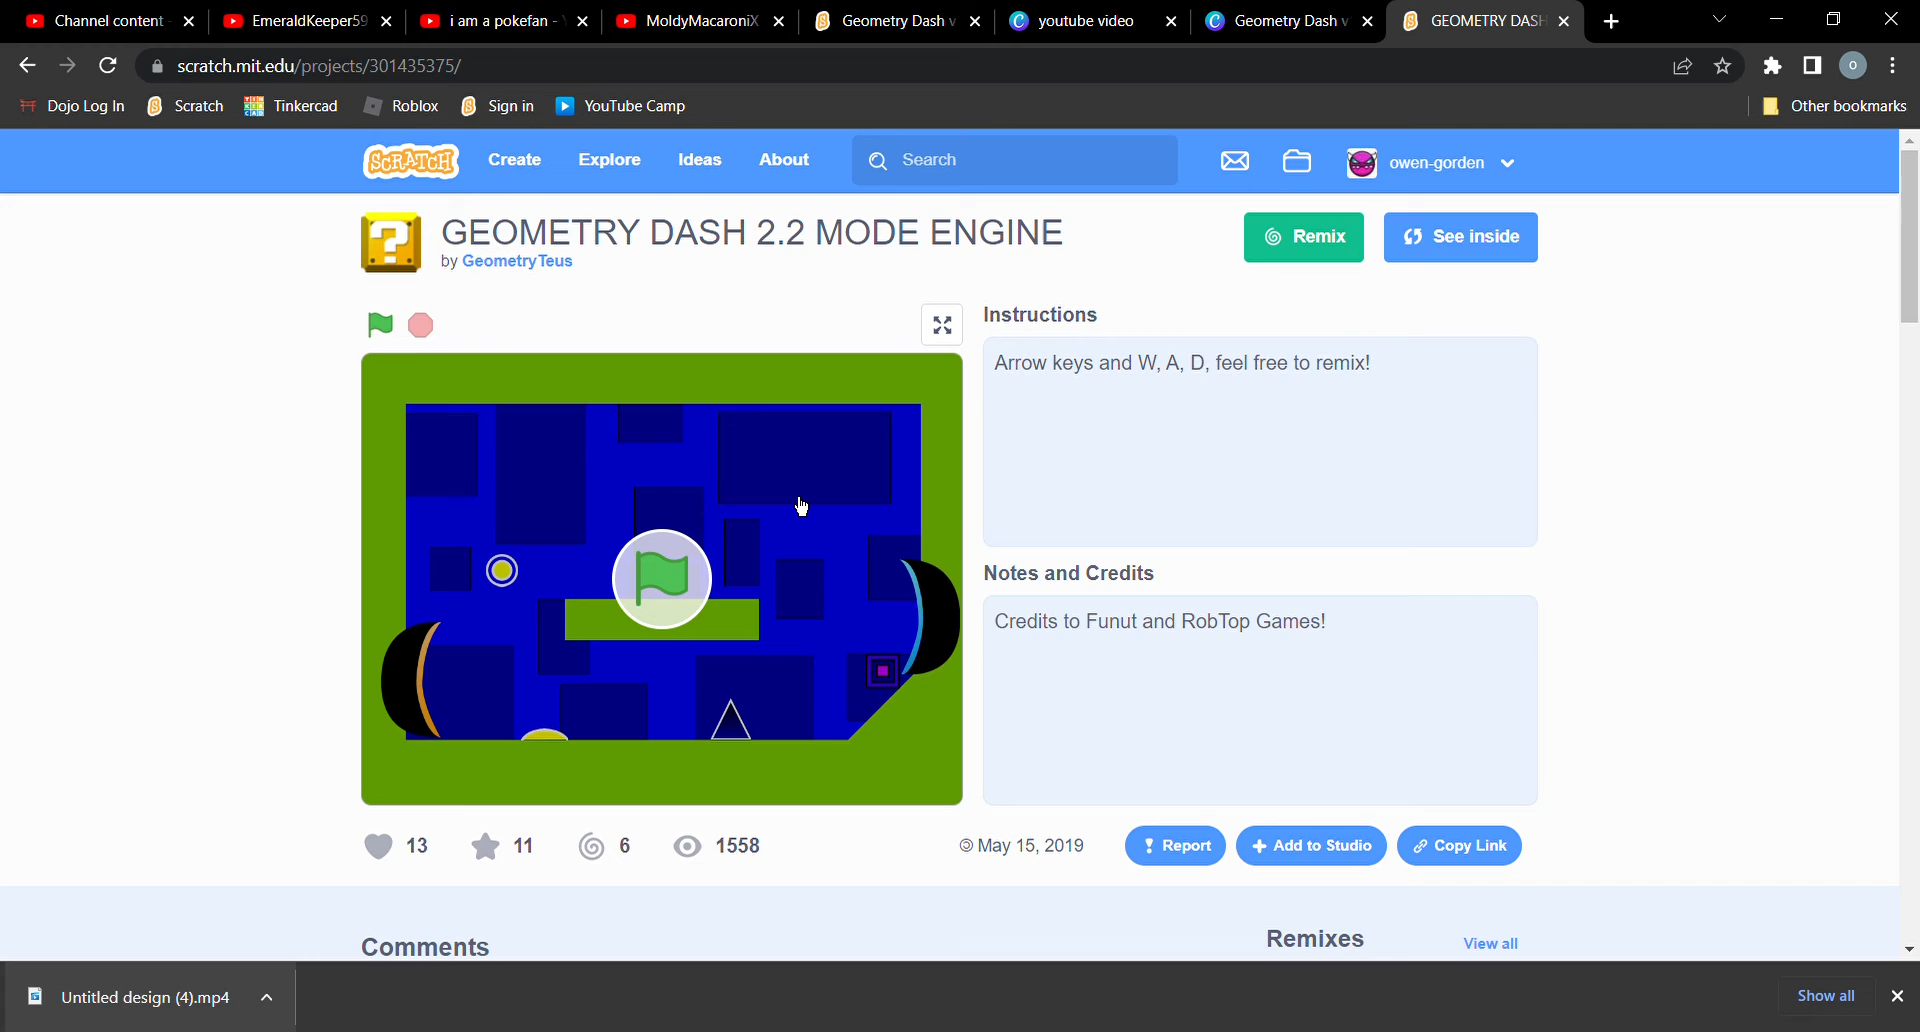 Channel content
EmeraldKeeper59
i am a pokefan -
MoldyMacaroniX
Geometry Dash v
youtube video
Geometry Dash v
GEOMETRY DASH
scratch.mit.edu/projects/301435375/
o
Dojo Log In
Scratch
Tinkercad
Roblox
Sign in
YouTube Camp
Other bookmarks
SCRATCH
Create
Explore
Ideas
About
Search
owen-gorden
GEOMETRY DASH 2.2 MODE ENGINE
by GeometryTeus
Remix
See inside
Instructions
Arrow keys and W, A, D, feel free to remix!
Notes and Credits
Credits to Funut and RobTop Games!
13
11
6
1558
© May 15, 2019
Report
Add to Studio
Copy Link
Comments
Remixes
View all
Untitled design (4).mp4
Show all